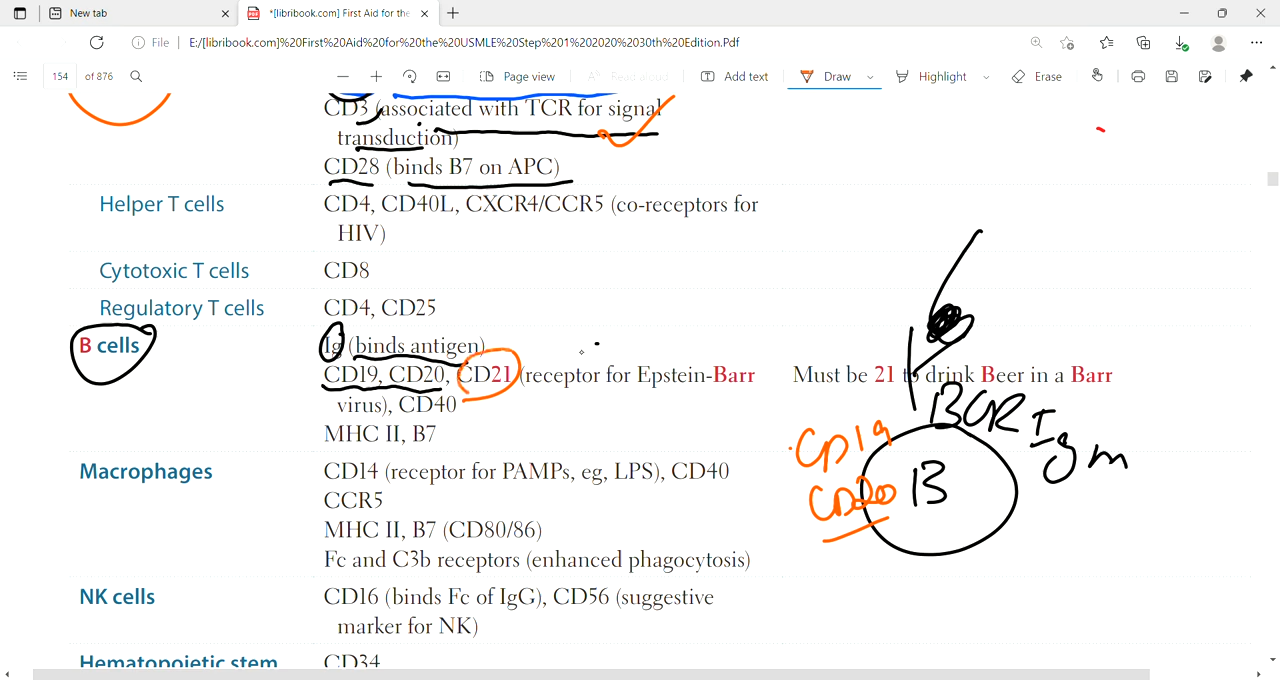 New tab
*[libribook.com] First Aid for the
File E:/[libribook.com]%20First%20Aid%20for%20the%20USMLE%20Step%201%202020%2030th%20Edition.Pdf
154 of 876 Page view Read aloud Add text Draw Highlight Erase
CD3 (associated with TCR for signal
transduction)
CD28 (binds B7 on APC)
Helper T cells CD4, CD40L, CXCR4/CCR5 (co-receptors for
HIV)
Cytotoxic T cells CD8
Regulatory T cells CD4, CD25
B cells Ig (binds antigen)
CD19, CD20, CD21 (receptor for Epstein-Barr Must be 21 to drink Beer in a Barr
virus), CD40
MHC II, B7
BCR IgM
CD19
CD20
B
Macrophages CD14 (receptor for PAMPs, eg, LPS), CD40
CCR5
MHC II, B7 (CD80/86)
Fc and C3b receptors (enhanced phagocytosis)
NK cells CD16 (binds Fc of IgG), CD56 (suggestive
marker for NK)
Hematopoietic stem CD34